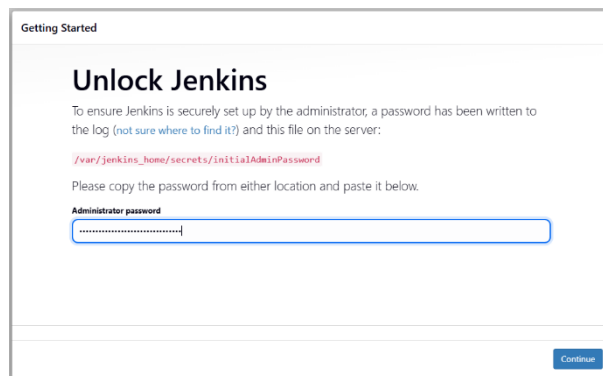 Getting Started
Unlock Jenkins
To ensure Jenkins is securely set up by the administrator, a password has been written to
the log (not sure where to find it?) and this file on the server:
/var/jenkins_home/secrets/initialAdminPassword
Please copy the password from either location and paste it below.
Administrator password
Continue